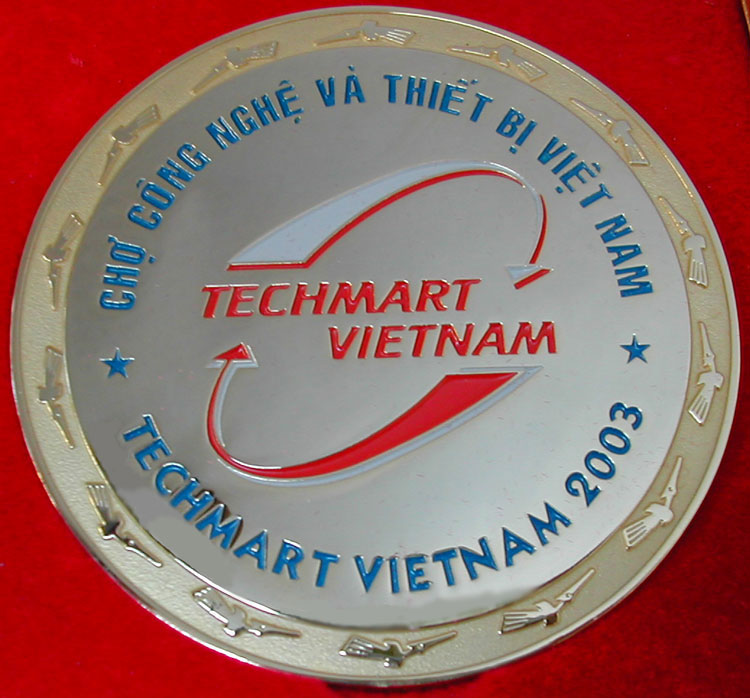 CHỢ CÔNG NGHỆ VÀ THIẾT BỊ VIỆT NAM
TECHMART
VIETNAM
TECHMART VIETNAM 2003